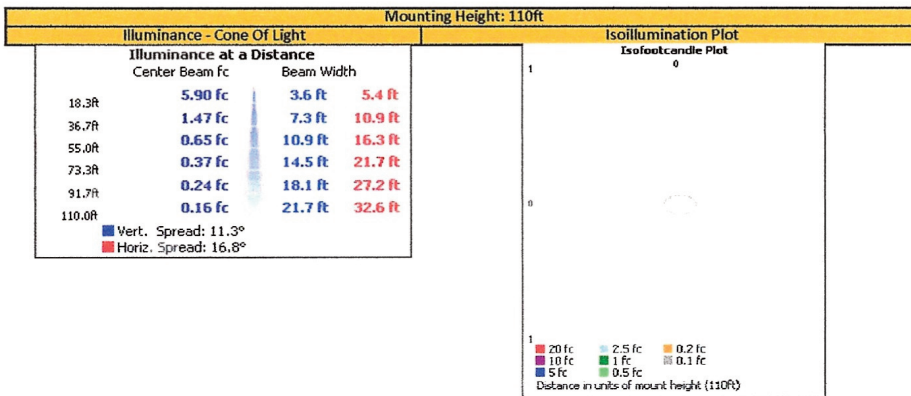 Mounting Height: 110ft
Illuminance - Cone Of Light
Isoillumination Plot
Illuminance at a Distance
Center Beam fc Beam Width
18.3ft 5.90 fc 3.6 ft 5.4 ft
36.7ft 1.47 fc 7.3 ft 10.9 ft
55.0ft 0.65 fc 10.9 ft 16.3 ft
73.3ft 0.37 fc 14.5 ft 21.7 ft
91.7ft 0.24 fc 18.1 ft 27.2 ft
110.0ft 0.16 fc 21.7 ft 32.6 ft
Vert. Spread: 11.3°
Horiz. Spread: 16.8°
Isofootcandle Plot
0
1
0
1
20 fc 2.5 fc 0.2 fc
10 fc 1 fc 0.1 fc
5 fc 0.5 fc
Distance in units of mount height (110ft)